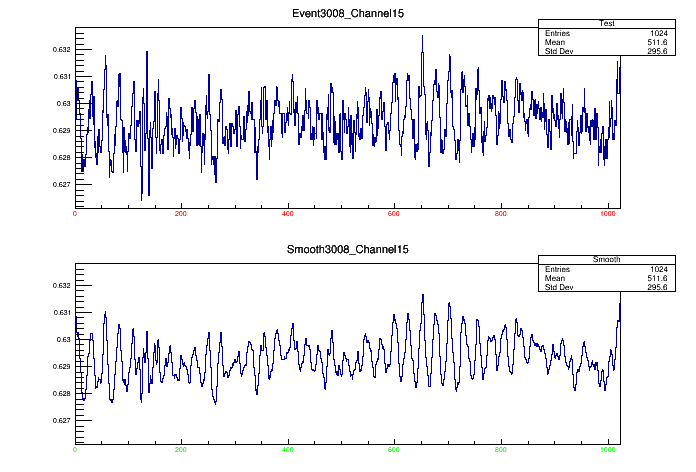 Event3008_Channel15
Test
Entries 1024
Mean 511.6
Std Dev 295.6
0.632
0.631
0.63
0.629
0.628
0.627
0 200 400 600 800 1000
Smooth3008_Channel15
Smooth
Entries 1024
Mean 511.6
Std Dev 295.6
0.632
0.631
0.63
0.629
0.628
0.627
0 200 400 600 800 1000